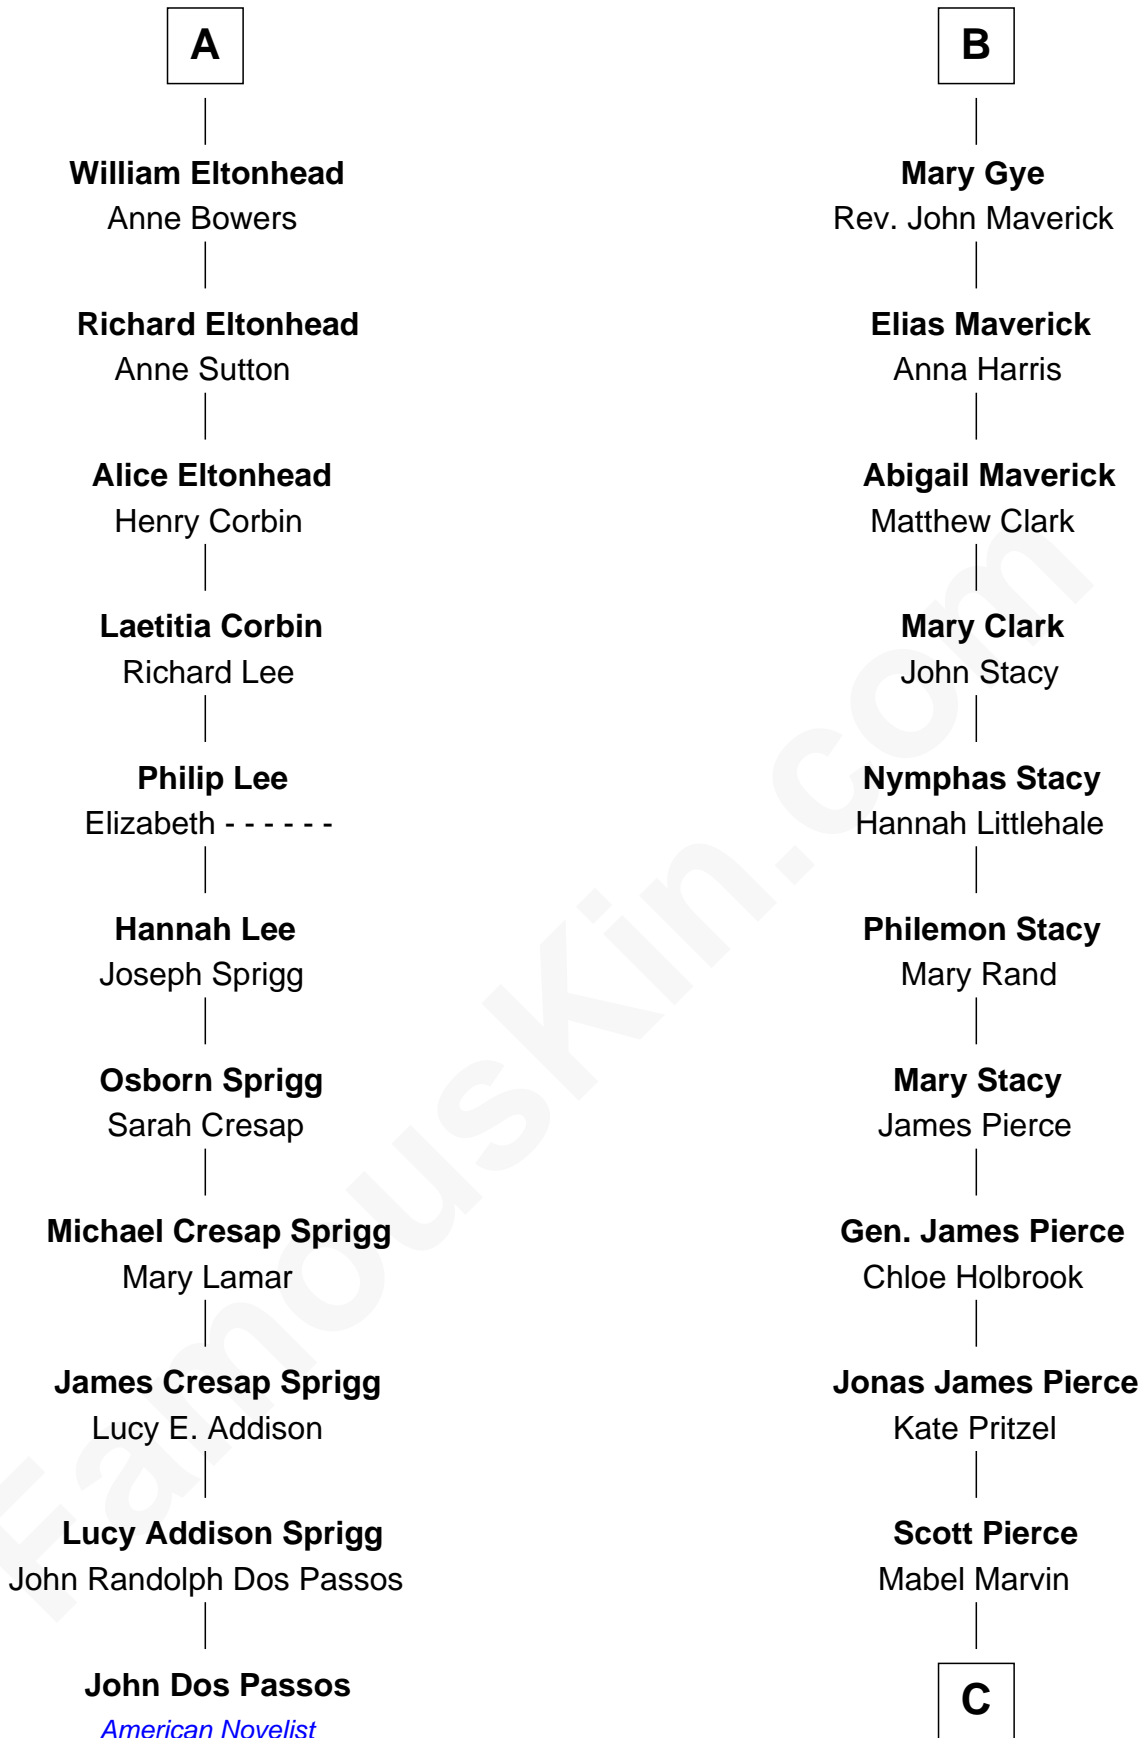 A
William Eltonhead
Anne Bowers
Richard Eltonhead
Anne Sutton
Alice Eltonhead
Henry Corbin
Laetitia Corbin
Richard Lee
Philip Lee
Elizabeth - - - - - -
Hannah Lee
Joseph Sprigg
Osborn Sprigg
Sarah Cresap
Michael Cresap Sprigg
Mary Lamar
James Cresap Sprigg
Lucy E. Addison
Lucy Addison Sprigg
John Randolph Dos Passos
John Dos Passos
American Novelist
B
Mary Gye
Rev. John Maverick
Elias Maverick
Anna Harris
Abigail Maverick
Matthew Clark
Mary Clark
John Stacy
Nymphas Stacy
Hannah Littlehale
Philemon Stacy
Mary Rand
Mary Stacy
James Pierce
Gen. James Pierce
Chloe Holbrook
Jonas James Pierce
Kate Pritzel
Scott Pierce
Mabel Marvin
C
FamousKin.com